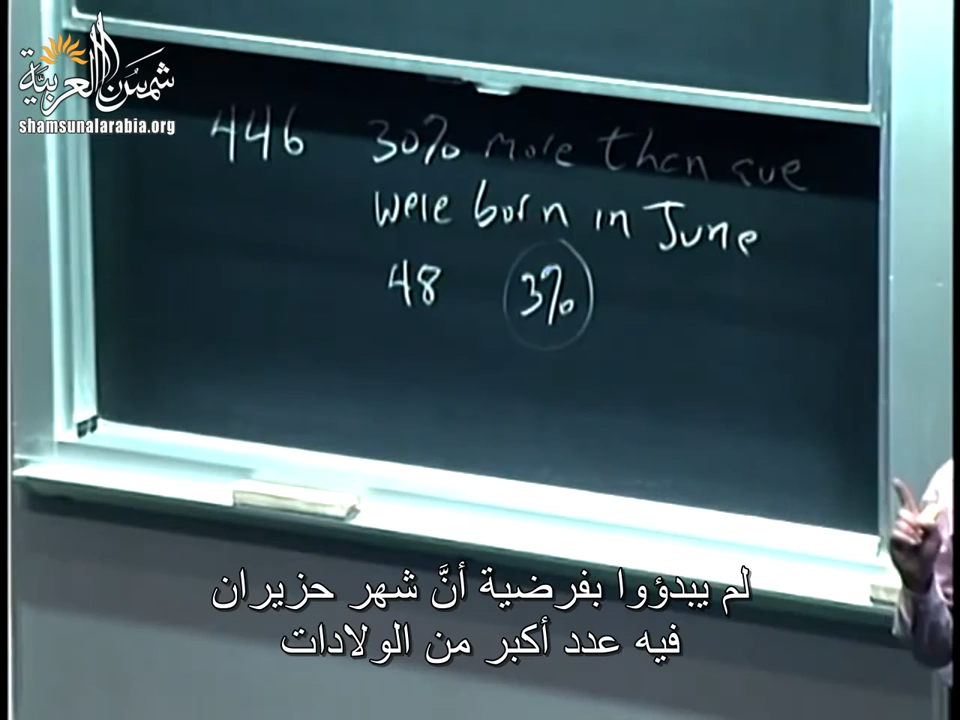 شمس العربية
shamsunalarabia.org
446 30% more than ave
were born in June
48 3%
لم يبدؤوا بفرضية أنَّ شهر حزيران
فيه عدد أكبر من الولادات